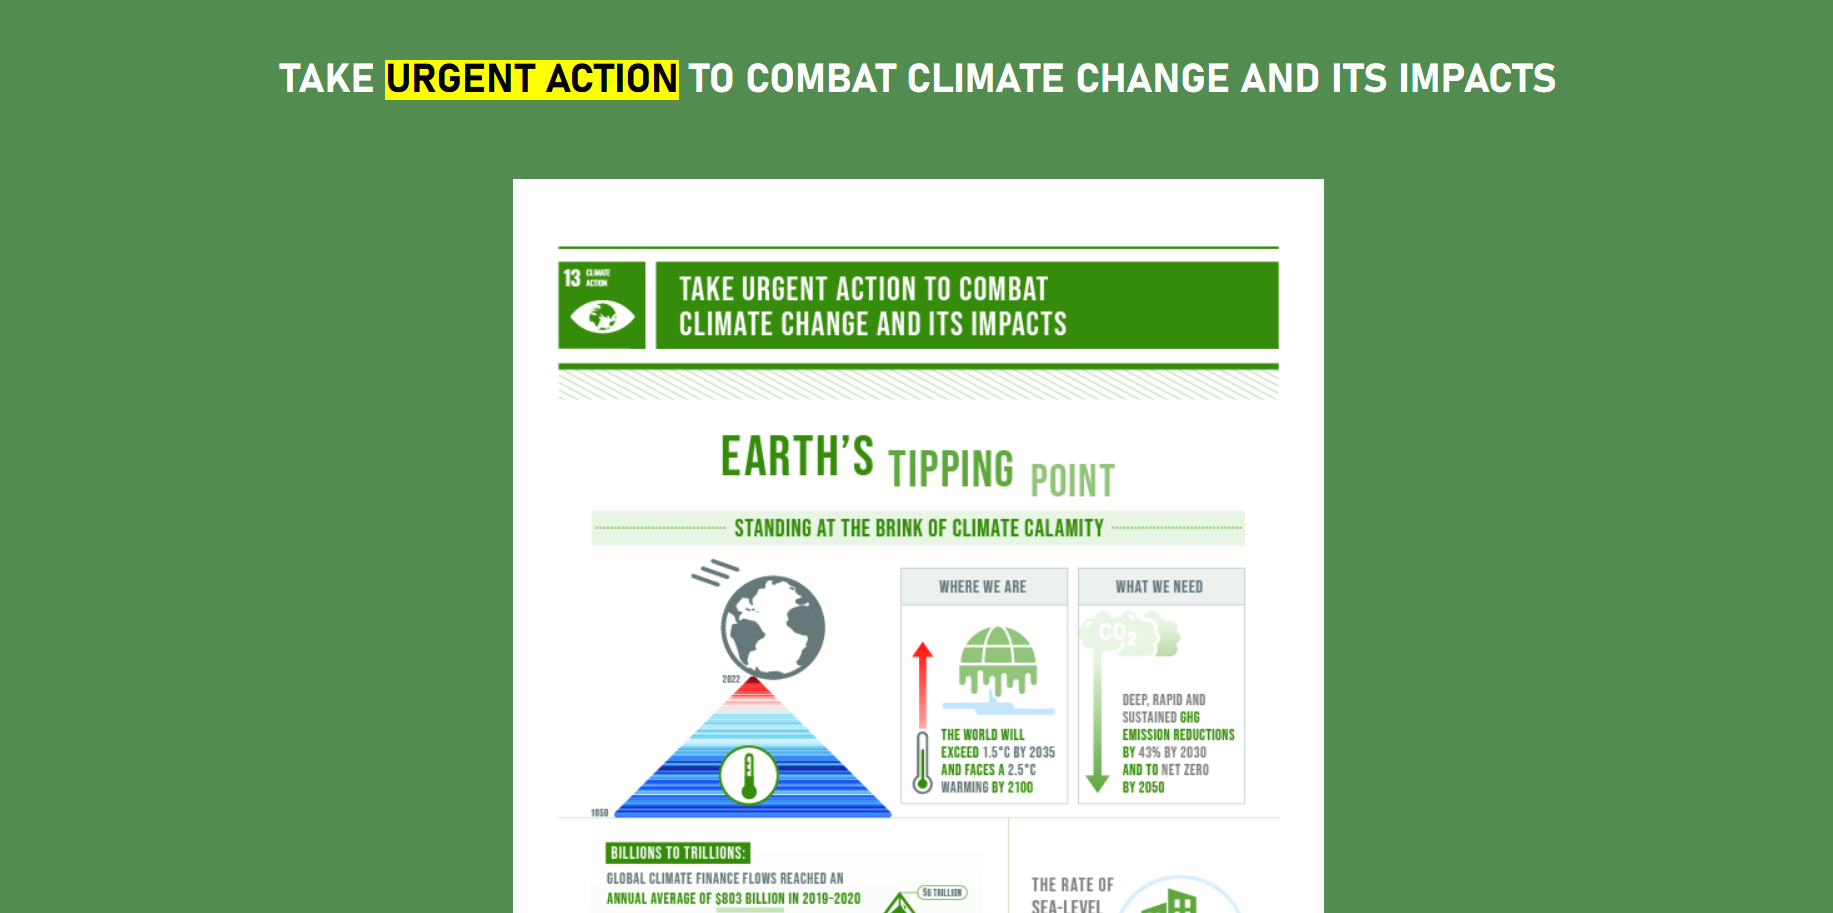 TAKE URGENT ACTION TO COMBAT CLIMATE CHANGE AND ITS IMPACTS
13 CLIMATE
ACTION
TAKE URGENT ACTION TO COMBAT
CLIMATE CHANGE AND ITS IMPACTS
EARTH'S TIPPING POINT
STANDING AT THE BRINK OF CLIMATE CALAMITY
2022
1850
WHERE WE ARE
THE WORLD WILL
EXCEED 1.5°C BY 2035
AND FACES A 2.5°C
WARMING BY 2100
WHAT WE NEED
CO2
DEEP, RAPID AND
SUSTAINED GHG
EMISSION REDUCTIONS
BY 43% BY 2030
AND TO NET ZERO
BY 2050
BILLIONS TO TRILLIONS:
GLOBAL CLIMATE FINANCE FLOWS REACHED AN
ANNUAL AVERAGE OF $803 BILLION IN 2019-2020
$6 TRILLION
THE RATE OF
SEA-LEVEL